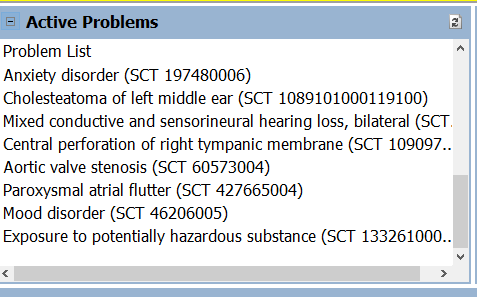 Active Problems
Problem List
Anxiety disorder (SCT 197480006)
Cholesteatoma of left middle ear (SCT 1089101000119100)
Mixed conductive and sensorineural hearing loss, bilateral (SCT.
Central perforation of right tympanic membrane (SCT 109097..
Aortic valve stenosis (SCT 60573004)
Paroxysmal atrial flutter (SCT 427665004)
Mood disorder (SCT 46206005)
Exposure to potentially hazardous substance (SCT 133261000..